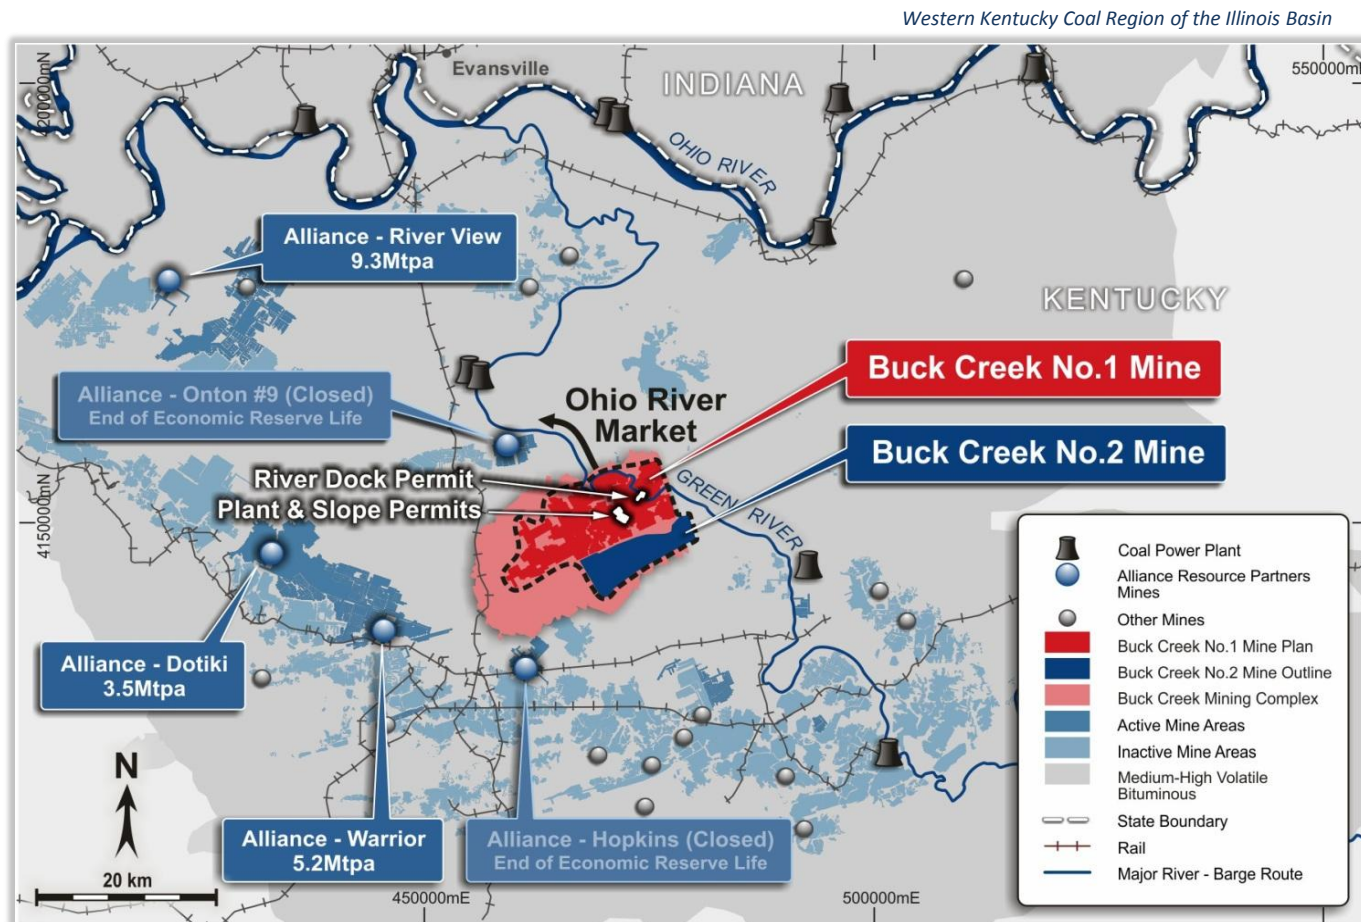 Western Kentucky Coal Region of the Illinois Basin
Evansville
INDIANA
550000mE
4200000mN
OHIO RIVER
Alliance - River View
9.3Mtpa
KENTUCKY
Buck Creek No.1 Mine
Alliance - Onton #9 (Closed)
End of Economic Reserve Life
Ohio River
Market
Buck Creek No.2 Mine
River Dock Permit
Plant & Slope Permits
GREEN RIVER
4150000mN
Coal Power Plant
Alliance Resource Partners
Mines
Other Mines
Buck Creek No.1 Mine Plan
Buck Creek No.2 Mine Outline
Buck Creek Mining Complex
Active Mine Areas
Inactive Mine Areas
Medium-High Volatile
Bituminous
State Boundary
Rail
Major River - Barge Route
Alliance - Dotiki
3.5Mtpa
N
Alliance - Warrior
5.2Mtpa
Alliance - Hopkins (Closed)
End of Economic Reserve Life
20 km
450000mE
500000mE